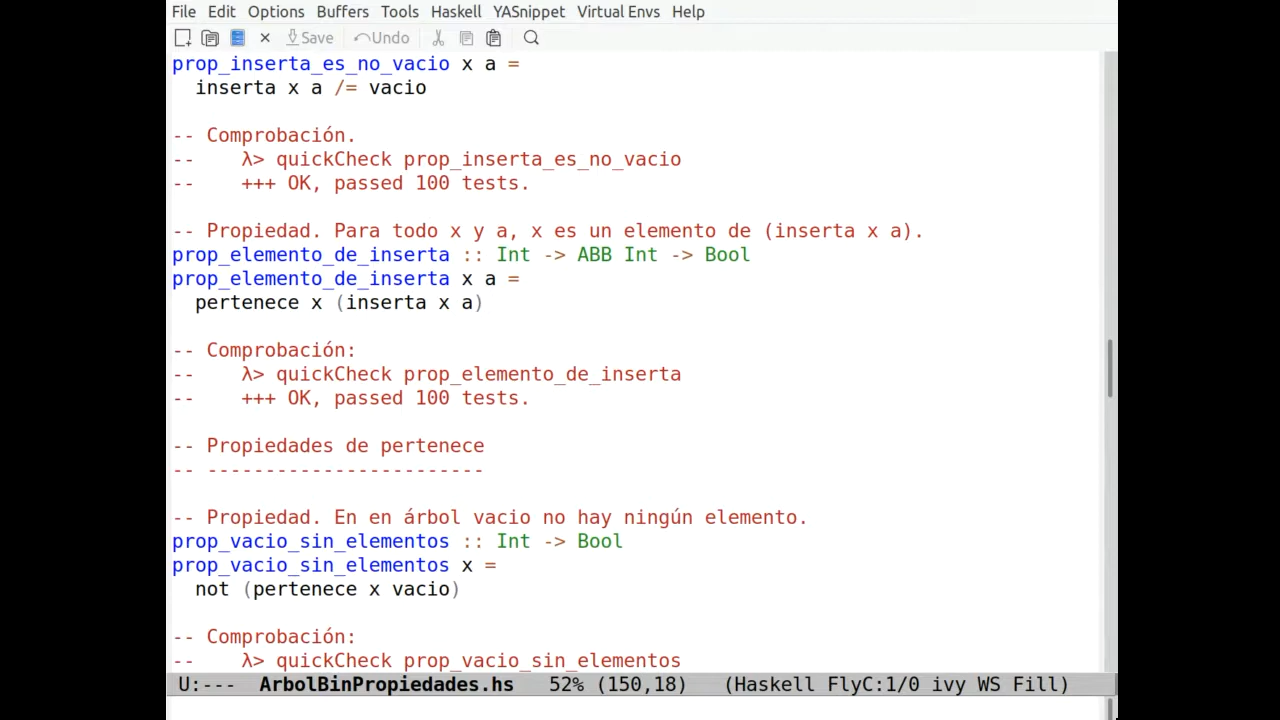 File Edit Options Buffers Tools Haskell YASnippet Virtual Envs Help
Save Undo
prop_inserta_es_no_vacio x a =
  inserta x a /= vacio
-- Comprobación.
--    λ> quickCheck prop_inserta_es_no_vacio
--    +++ OK, passed 100 tests.
-- Propiedad. Para todo x y a, x es un elemento de (inserta x a).
prop_elemento_de_inserta :: Int -> ABB Int -> Bool
prop_elemento_de_inserta x a =
  pertenece x (inserta x a)
-- Comprobación:
--    λ> quickCheck prop_elemento_de_inserta
--    +++ OK, passed 100 tests.
-- Propiedades de pertenece
-- ------------------------
-- Propiedad. En en árbol vacio no hay ningún elemento.
prop_vacio_sin_elementos :: Int -> Bool
prop_vacio_sin_elementos x =
  not (pertenece x vacio)
-- Comprobación:
--    λ> quickCheck prop_vacio_sin_elementos
U:---  ArbolBinPropiedades.hs   52% (150,18)   (Haskell FlyC:1/0 ivy WS Fill)